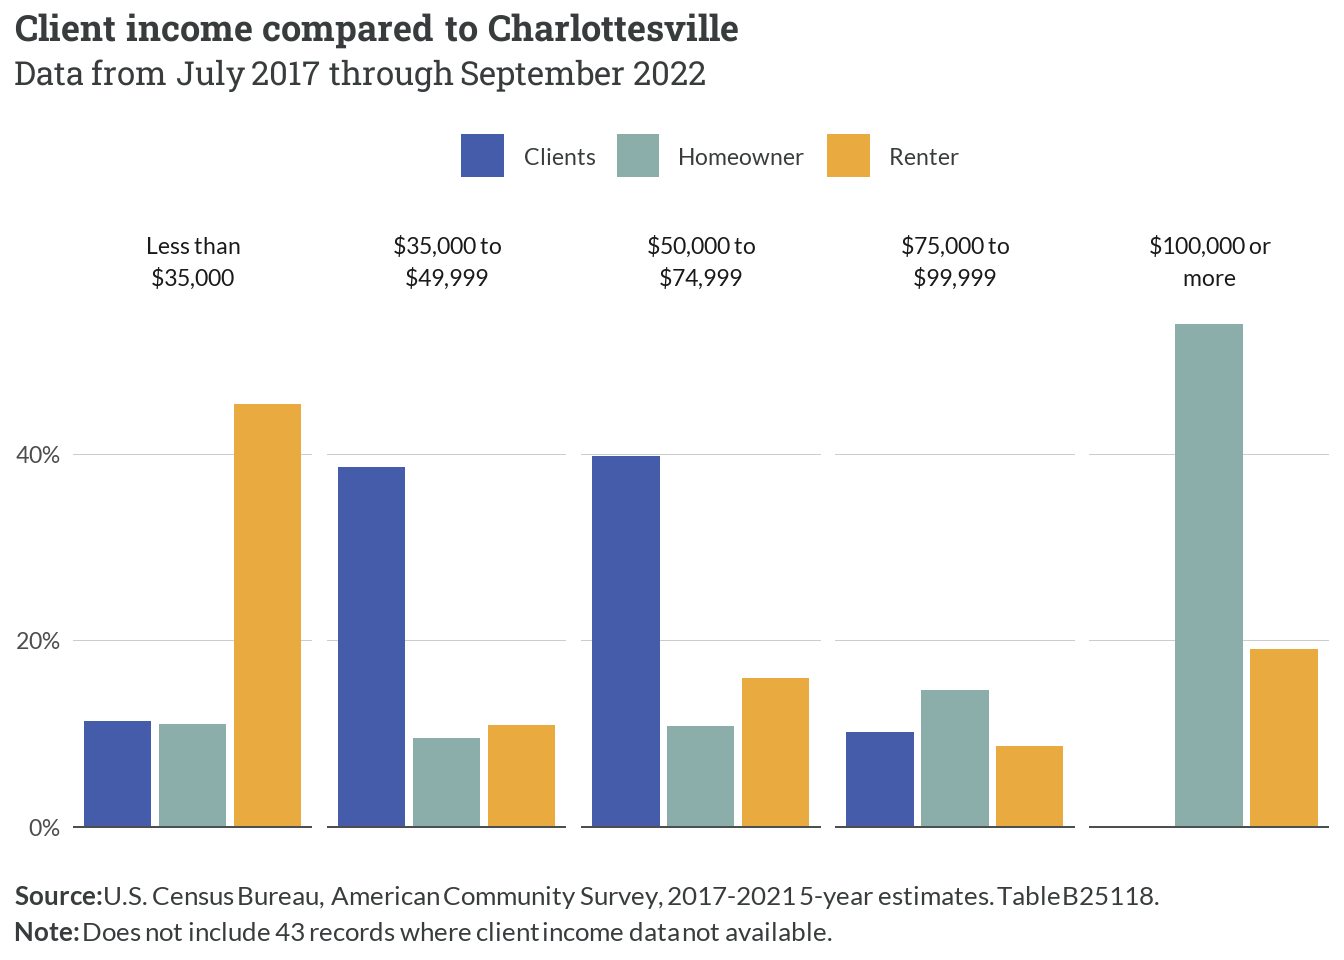 Client income compared to Charlottesville
Data from July 2017 through September 2022
Clients Homeowner Renter
Less than $35,000
$35,000 to $49,999
$50,000 to $74,999
$75,000 to $99,999
$100,000 or more
40%
20%
0%
Source: U.S. Census Bureau, American Community Survey, 2017-2021 5-year estimates. Table B25118.
Note: Does not include 43 records where client income data not available.